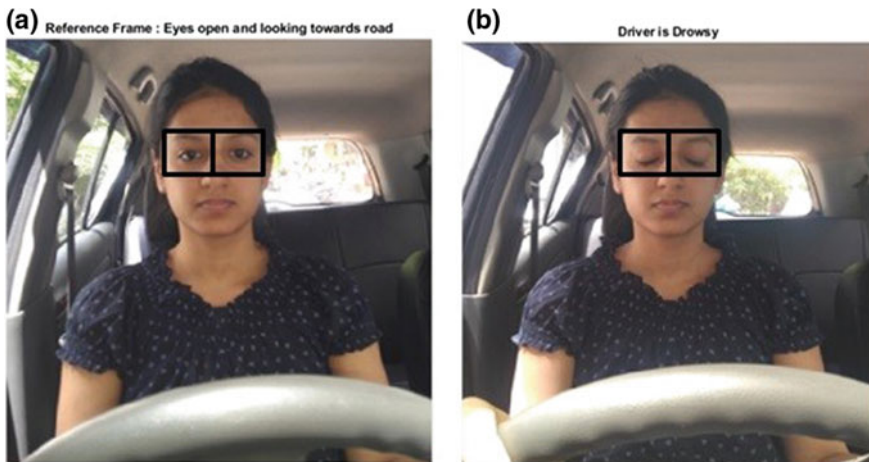 (a)
Reference Frame : Eyes open and looking towards road
(b)
Driver is Drowsy